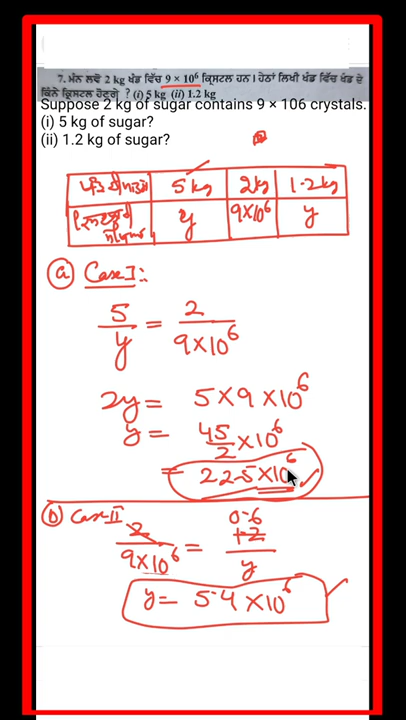 7. ਮੰਨ ਲਵੋ 2 kg ਖੰਡ ਵਿੱਚ 9 × 10⁶ ਕ੍ਰਿਸਟਲ ਹਨ। ਹੇਠਾਂ ਲਿਖੀ ਖੰਡ ਵਿੱਚ ਖੰਡ ਦੇ
ਕਿੰਨੇ ਕ੍ਰਿਸਟਲ ਹੋਣਗੇ ? (i) 5 kg (ii) 1.2 kg
Suppose 2 kg of sugar contains 9 × 106 crystals.
(i) 5 kg of sugar?
(ii) 1.2 kg of sugar?
5 kg 2 kg 1.2 kg
y 9×10⁶ y
(a) Case I :
5/y = 2/(9×10⁶)
2y = 5 × 9 × 10⁶
y = 45/2 × 10⁶
= 22.5 × 10⁶
(b) Case II
0.6
2/(9×10⁶) = 1.2/y
y = 5.4 × 10⁶